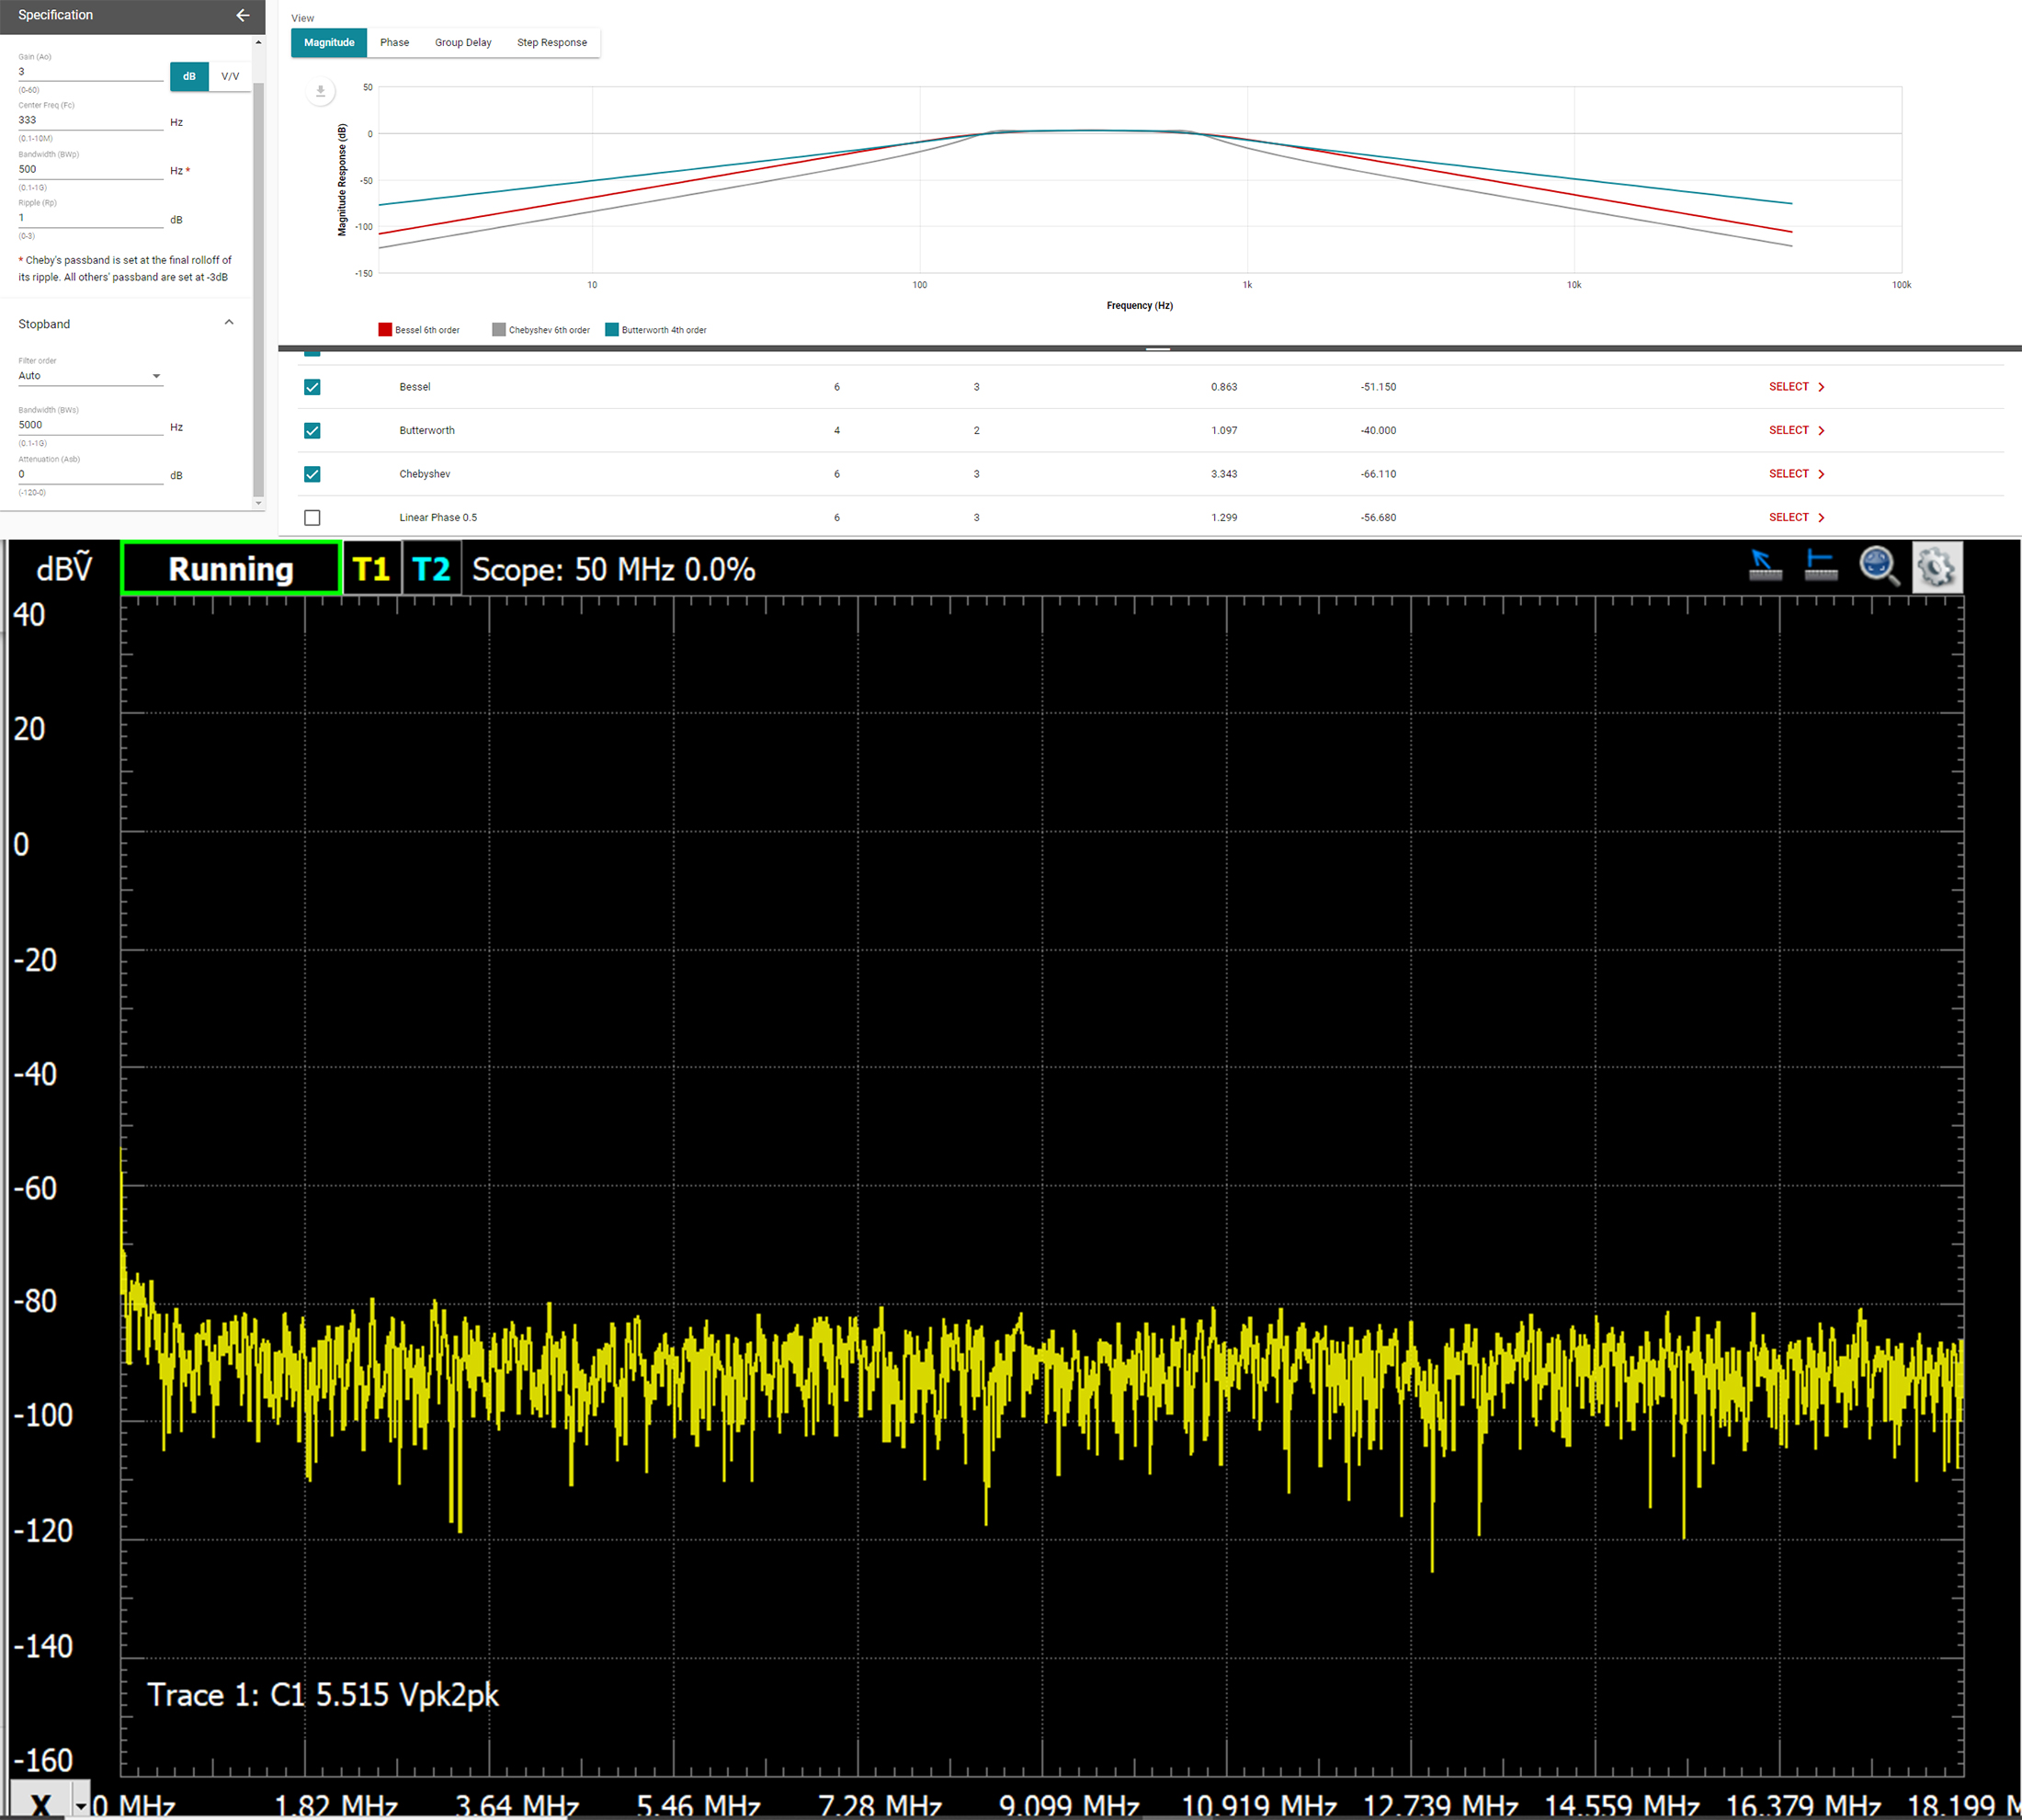 Specification
Gain (Ao)
3
dB V/V
(0-60)
Center Freq (Fc)
333 Hz
(0.1-10M)
Bandwidth (BWp)
500 Hz *
(0.1-1G)
Ripple (Rp)
1 dB
(0-3)
* Cheby's passband is set at the final rolloff of
its ripple. All others' passband are set at -3dB
Stopband
Filter order
Auto
Bandwidth (BWs)
5000 Hz
(0.1-1G)
Attenuation (Asb)
0 dB
(-120-0)
View
Magnitude Phase Group Delay Step Response
Magnitude Response (dB)
50
0
-50
-100
-150
10 100 1k 10k 100k
Frequency (Hz)
Bessel 6th order Chebyshev 6th order Butterworth 4th order
Bessel 6 3 0.863 -51.150 SELECT
Butterworth 4 2 1.097 -40.000 SELECT
Chebyshev 6 3 3.343 -66.110 SELECT
Linear Phase 0.5 6 3 1.299 -56.680 SELECT
dBṼ Running T1 T2 Scope: 50 MHz 0.0%
40
20
0
-20
-40
-60
-80
-100
-120
-140
-160
Trace 1: C1 5.515 Vpk2pk
X 0 MHz 1.82 MHz 3.64 MHz 5.46 MHz 7.28 MHz 9.099 MHz 10.919 MHz 12.739 MHz 14.559 MHz 16.379 MHz 18.199 M